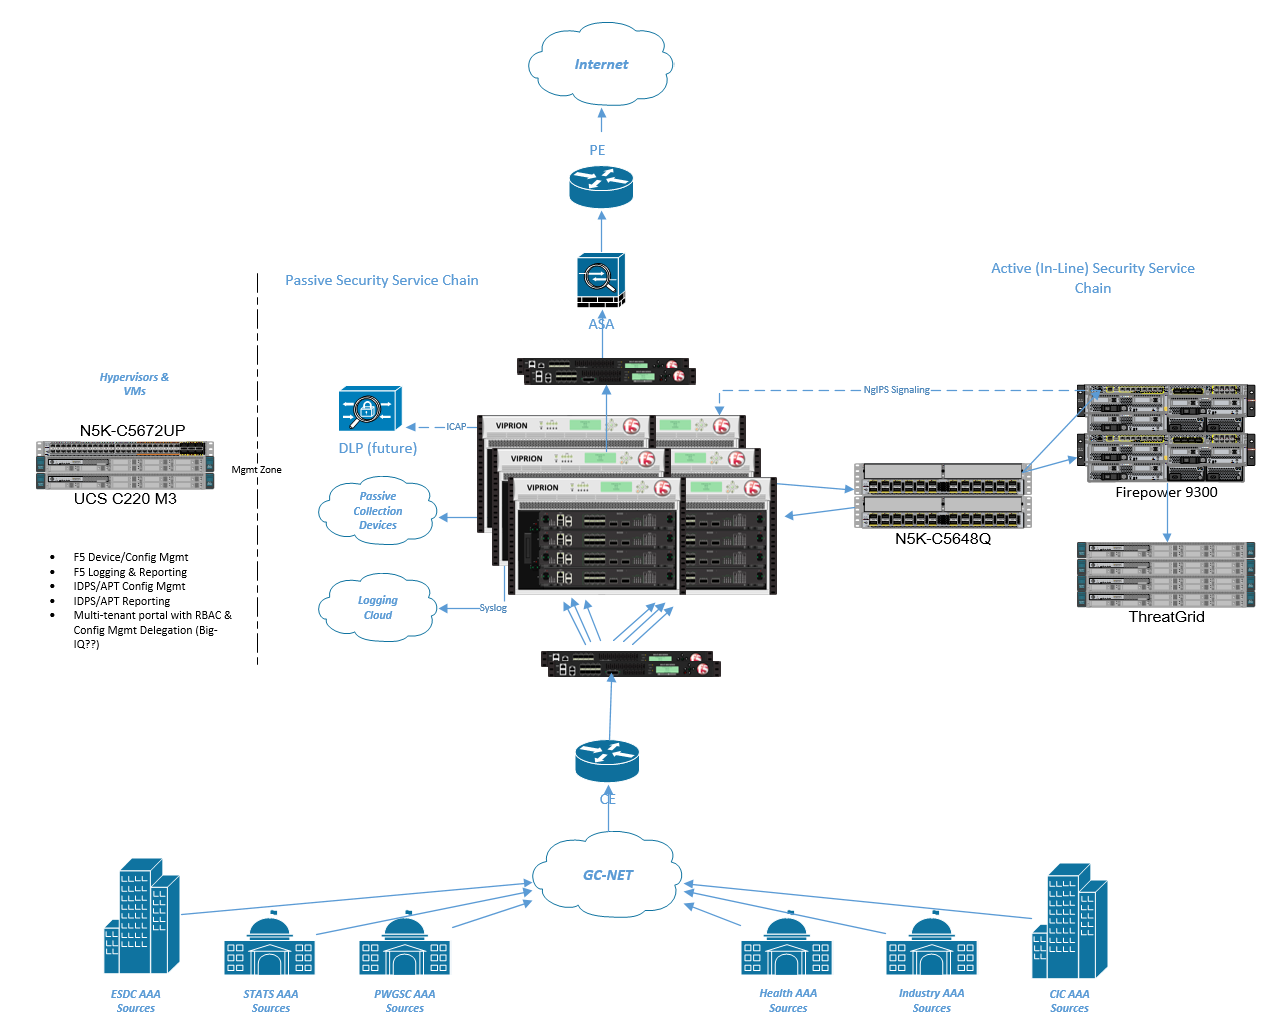 Internet
PE
ASA
Passive Security Service Chain
Active (In-Line) Security Service
Chain
Hypervisors &
VMs
N5K-C5672UP
UCS C220 M3
Mgmt Zone
• F5 Device/Config Mgmt
• F5 Logging & Reporting
• IDPS/APT Config Mgmt
• IDPS/APT Reporting
• Multi-tenant portal with RBAC &
Config Mgmt Delegation (Big-
IQ??)
DLP (future)
ICAP
Passive
Collection
Devices
Logging
Cloud
Syslog
VIPRION
VIPRION
VIPRION
NgIPS Signaling
N5K-C5648Q
Firepower 9300
ThreatGrid
CE
GC-NET
ESDC AAA
Sources
STATS AAA
Sources
PWGSC AAA
Sources
Health AAA
Sources
Industry AAA
Sources
CIC AAA
Sources